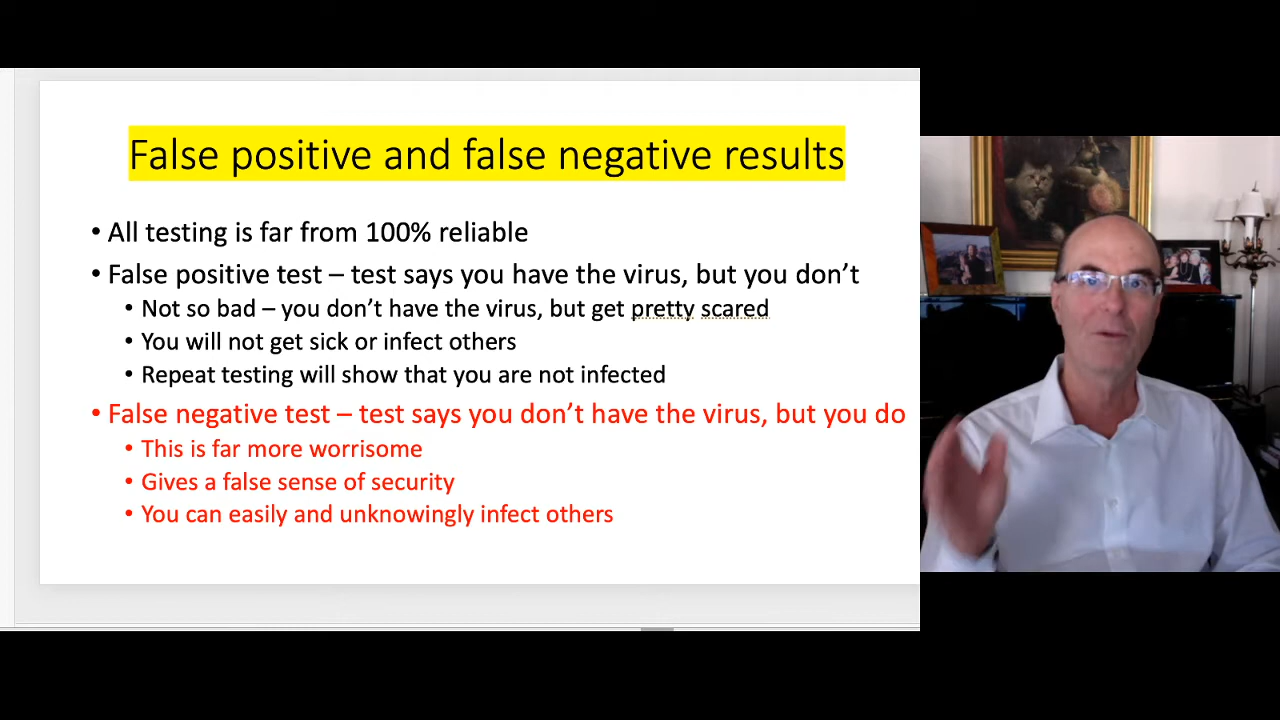 False positive and false negative results
• All testing is far from 100% reliable
• False positive test – test says you have the virus, but you don’t
• Not so bad – you don’t have the virus, but get pretty scared
• You will not get sick or infect others
• Repeat testing will show that you are not infected
• False negative test – test says you don’t have the virus, but you do
• This is far more worrisome
• Gives a false sense of security
• You can easily and unknowingly infect others